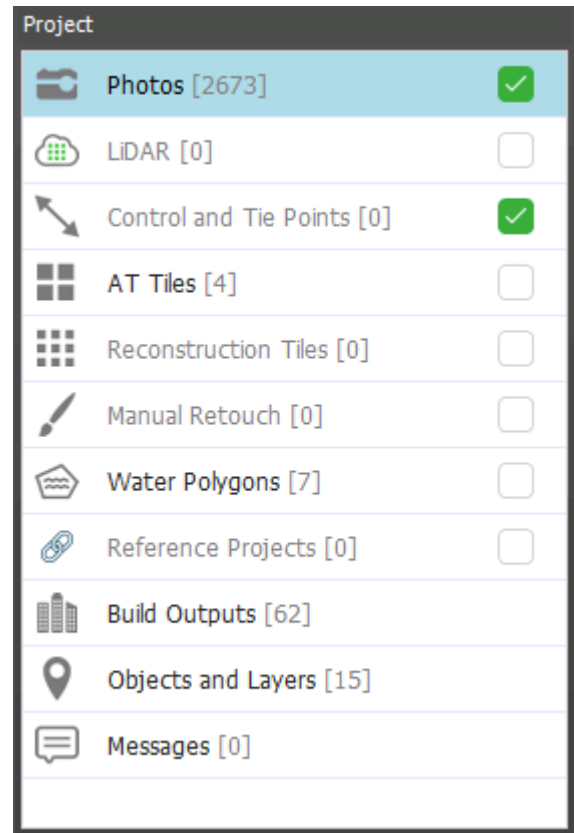 Project
Photos [2673]
LiDAR [0]
Control and Tie Points [0]
AT Tiles [4]
Reconstruction Tiles [0]
Manual Retouch [0]
Water Polygons [7]
Reference Projects [0]
Build Outputs [62]
Objects and Layers [15]
Messages [0]